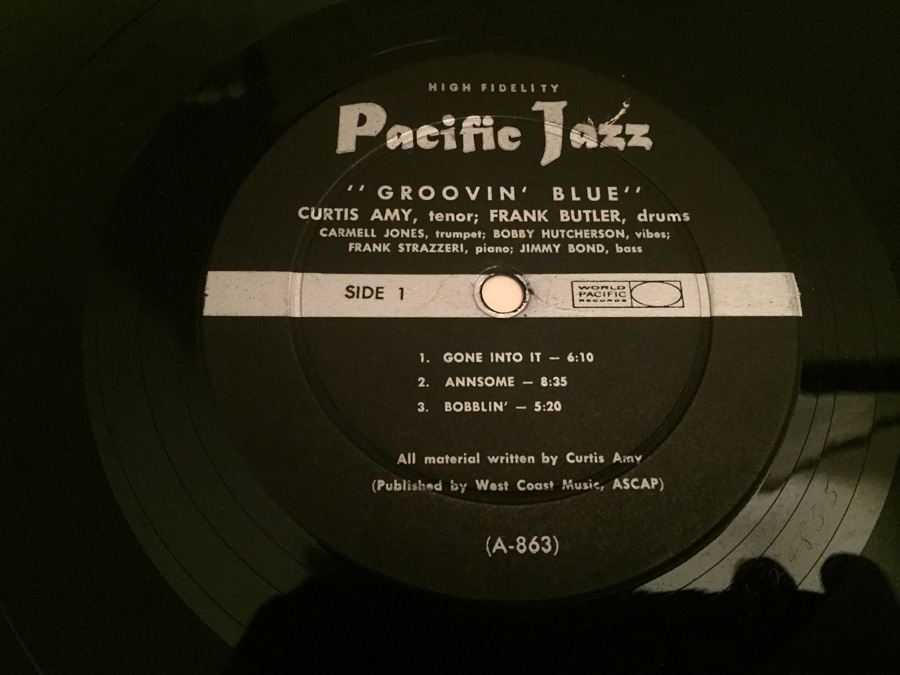 HIGH FIDELITY
Pacific Jazz
"GROOVIN' BLUE"
CURTIS AMY, tenor; FRANK BUTLER, drums
CARMELL JONES, trumpet; BOBBY HUTCHERSON, vibes;
FRANK STRAZZERI, piano; JIMMY BOND, bass
SIDE 1
WORLD
PACIFIC
RECORDS
1. GONE INTO IT — 6:10
2. ANNSOME — 8:35
3. BOBBLIN' — 5:20
All material written by Curtis Amy
(Published by West Coast Music, ASCAP)
(A-863)